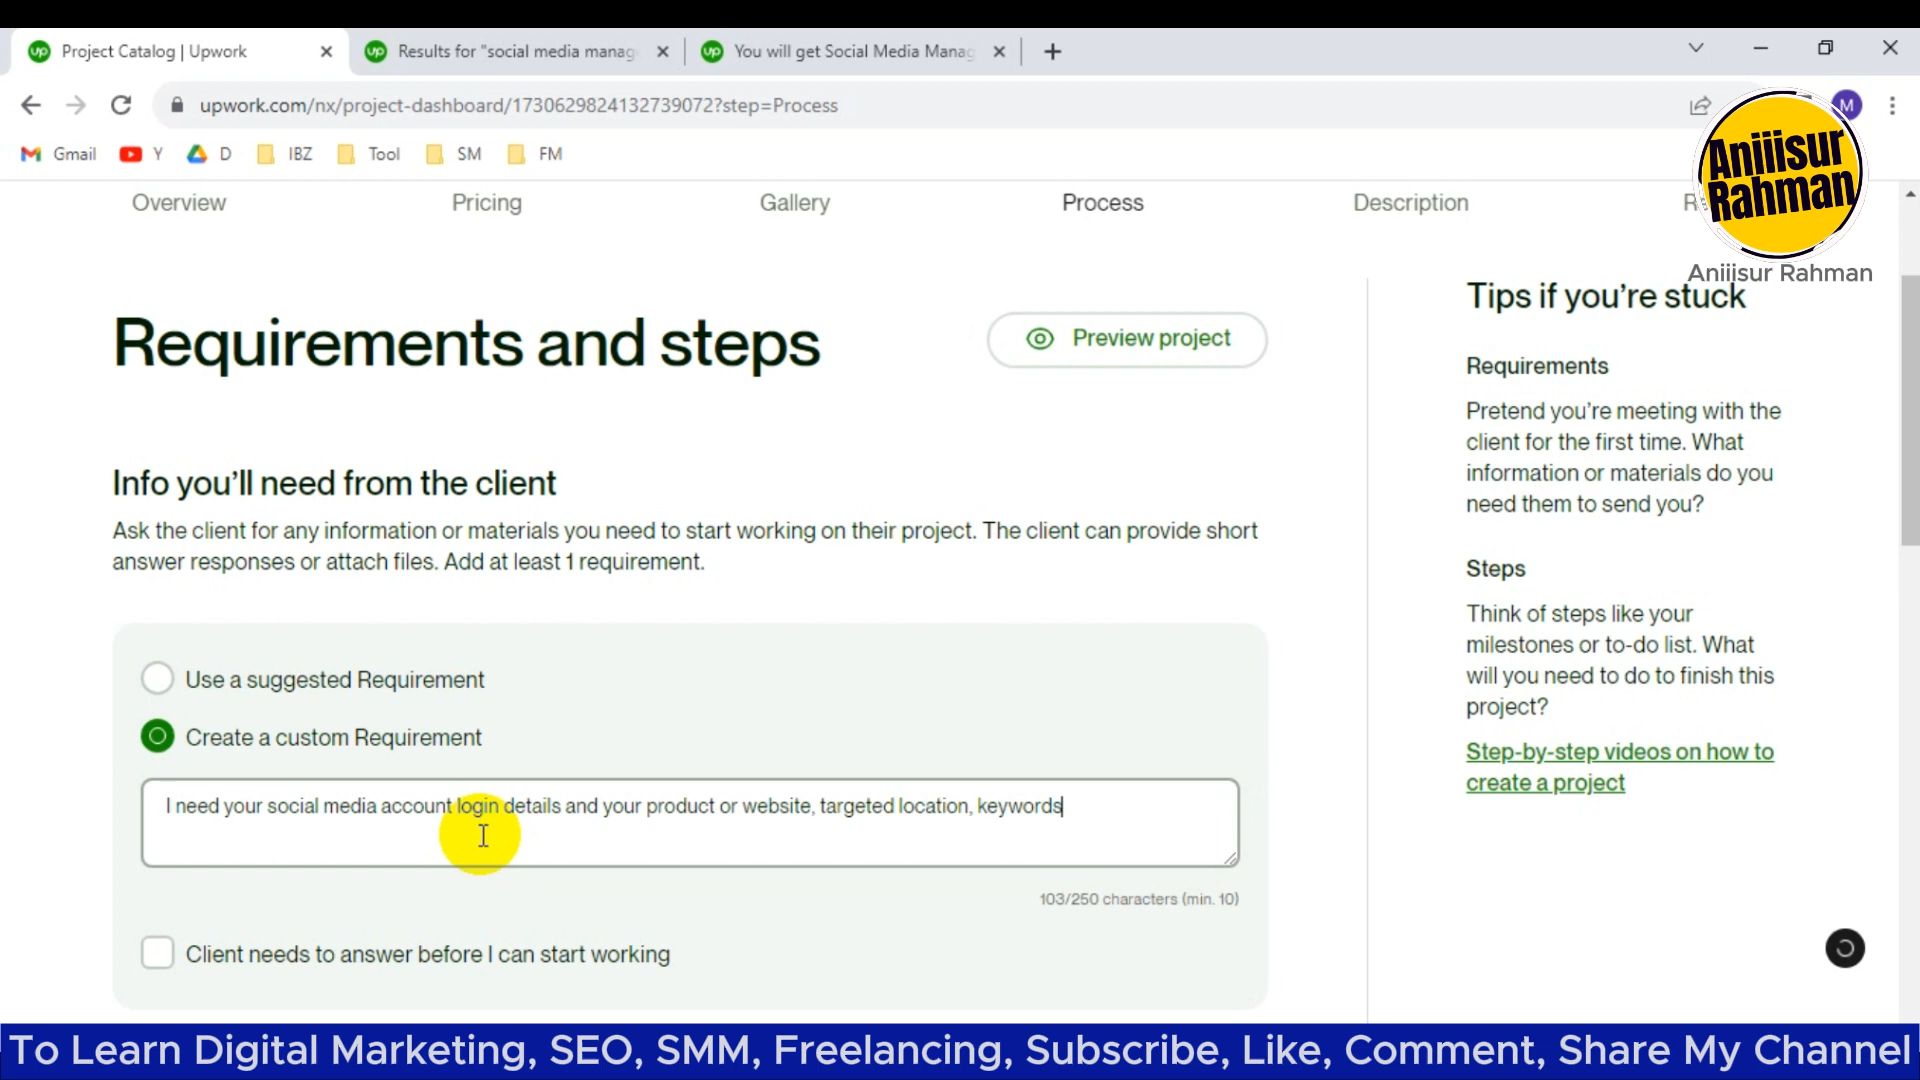 Project Catalog | Upwork
Results for "social media manag
You will get Social Media Manag
upwork.com/nx/project-dashboard/1730629824132739072?step=Process
M
Gmail
Y
D
IBZ
Tool
SM
FM
Aniiisur
Rahman
Aniiisur Rahman
Overview
Pricing
Gallery
Process
Description
Requirements and steps
Preview project
Info you'll need from the client
Ask the client for any information or materials you need to start working on their project. The client can provide short
answer responses or attach files. Add at least 1 requirement.
Use a suggested Requirement
Create a custom Requirement
I need your social media account login details and your product or website, targeted location, keywords
103/250 characters (min. 10)
Client needs to answer before I can start working
Tips if you're stuck
Requirements
Pretend you're meeting with the
client for the first time. What
information or materials do you
need them to send you?
Steps
Think of steps like your
milestones or to-do list. What
will you need to do to finish this
project?
Step-by-step videos on how to
create a project
To Learn Digital Marketing, SEO, SMM, Freelancing, Subscribe, Like, Comment, Share My Channel